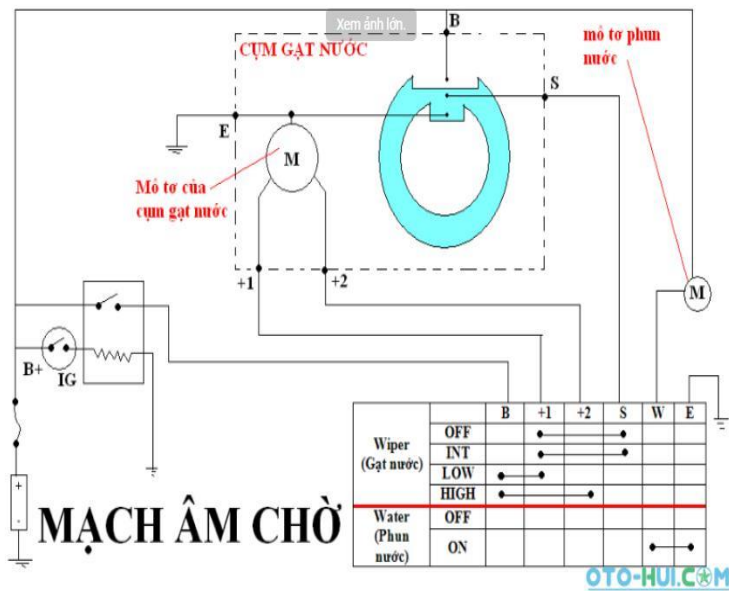 Xem ảnh lớn.
B
mô tơ phun
nước
CỤM GẠT NƯỚC
S
E
M
Mô tơ của
cụm gạt nước
+1
+2
M
B+
IG
B +1 +2 S W E
Wiper
(Gạt nước)
OFF
INT
LOW
HIGH
Water
(Phun
nước)
OFF
ON
+
-
MẠCH ÂM CHỜ
OTO-HUI.COM